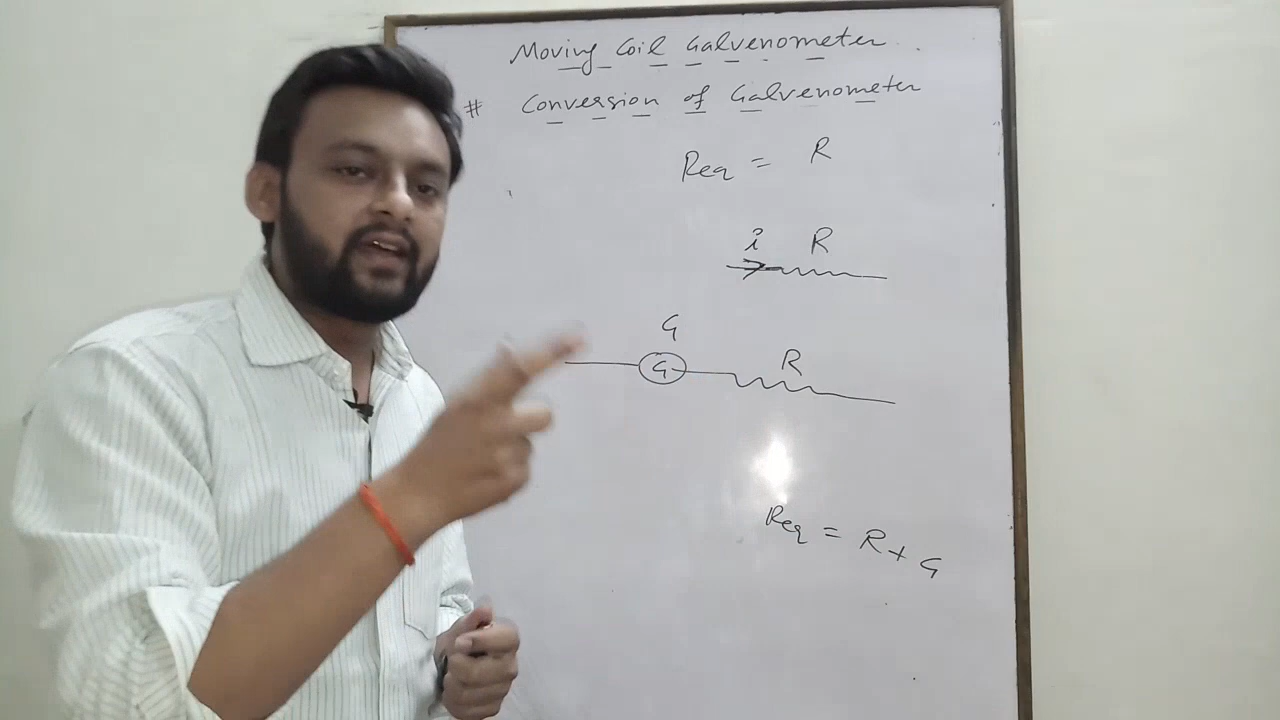 Moving Coil Galvenometer
# Conversion of Galvenometer
Req = R
i R
G
G R
Req = R + G